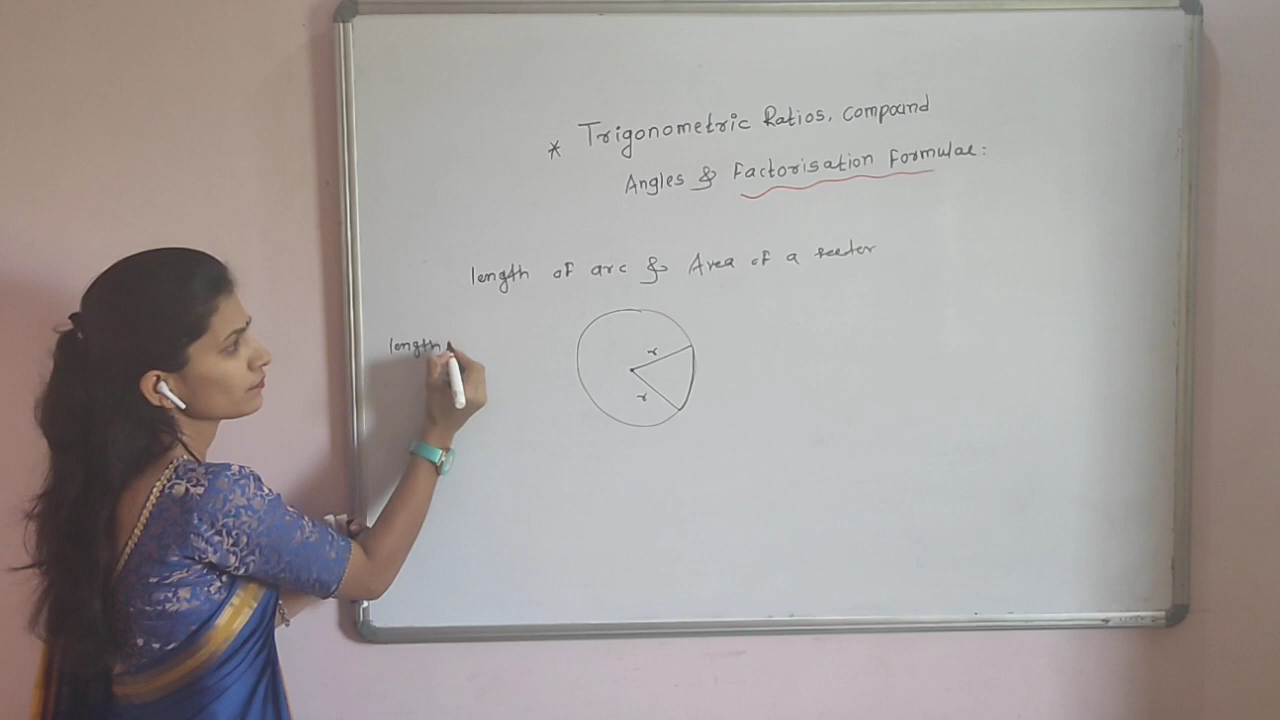 * Trigonometric Ratios, compound
Angles & Factorisation Formulae:
length of arc & Area of a sector
length
r
r